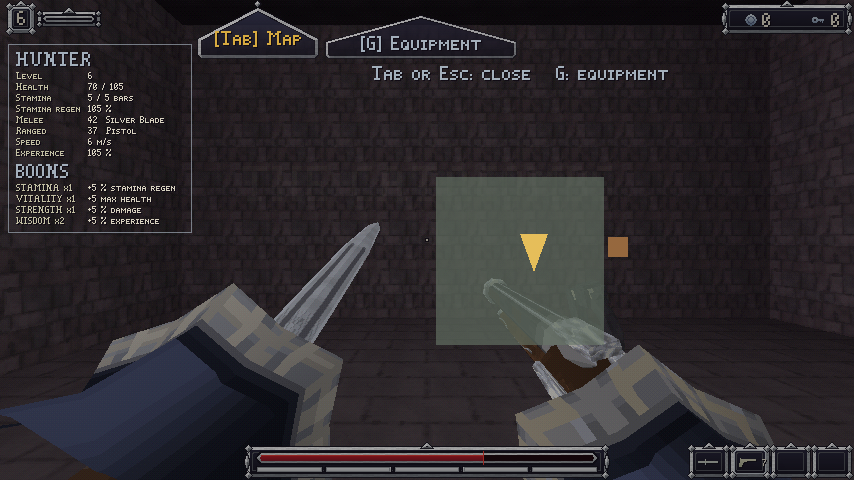 6
[Tab] Map
[G] Equipment
0 0
Tab or Esc: close G: equipment
Hunter
Level 6
Health 70 / 105
Stamina 5 / 5 bars
Stamina regen 105 %
Melee 42 Silver Blade
Ranged 37 Pistol
Speed 6 m/s
Experience 105 %
Boons
Stamina x1 +5 % stamina regen
Vitality x1 +5 max health
Strength x1 +5 % damage
Wisdom x2 +5 % experience